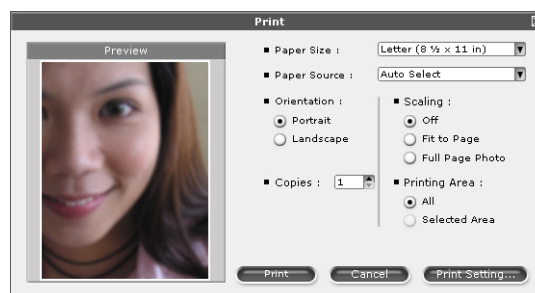 Print
Preview
Paper Size : Letter (8 ½ x 11 in)
Paper Source : Auto Select
Orientation :
Portrait
Landscape
Copies : 1
Scaling :
Off
Fit to Page
Full Page Photo
Printing Area :
All
Selected Area
Print Cancel Print Setting...